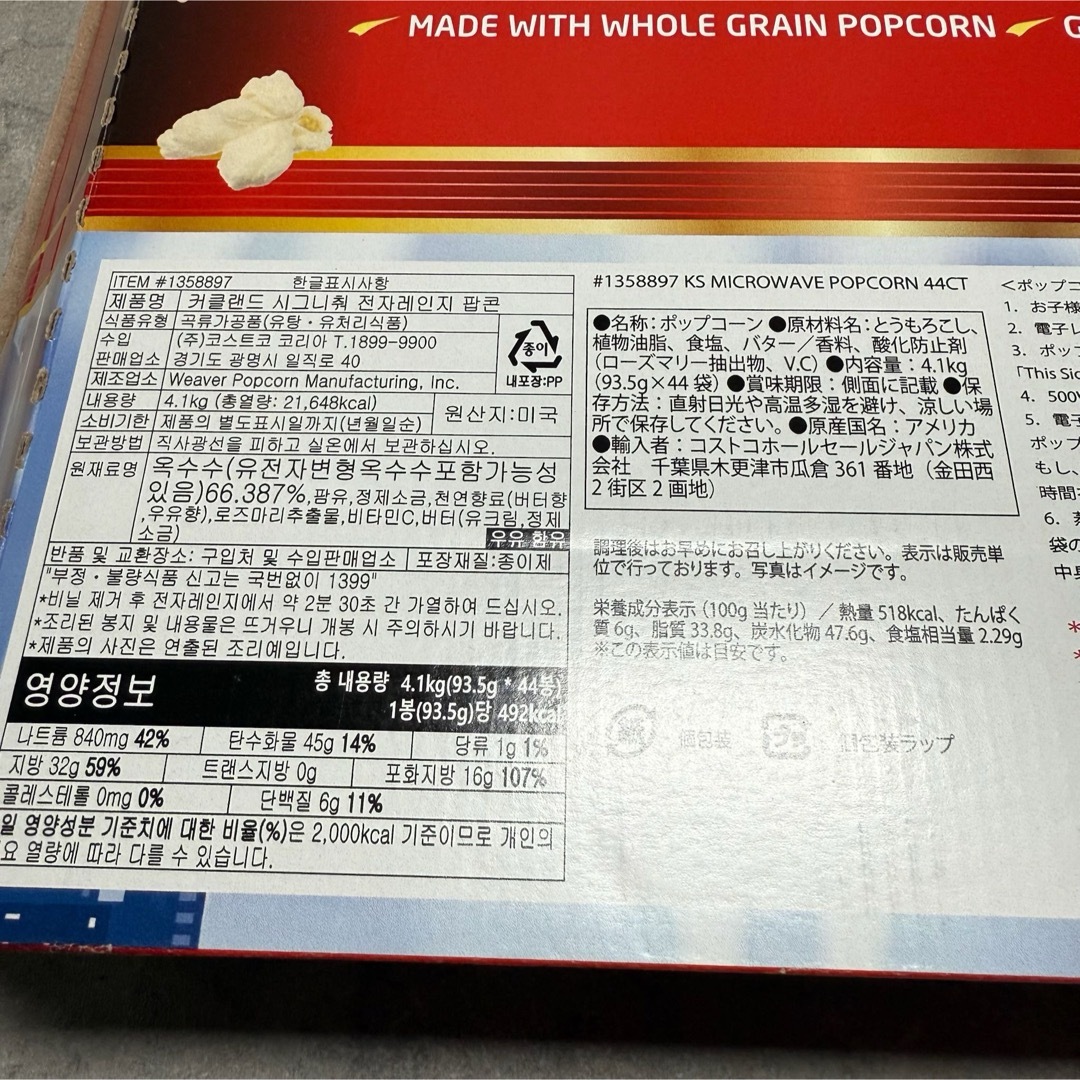 MADE WITH WHOLE GRAIN POPCORN
G
ITEM #1358897 한글표시사항
제품명 커클랜드 시그니춰 전자레인지 팝콘
식품유형 곡류가공품(유탕・유처리식품)
수입 (주)코스트코 코리아 T.1899-9900
판매업소 경기도 광명시 일직로 40
제조업소 Weaver Popcorn Manufacturing, Inc.
종이
내포장:PP
내용량 4.1kg (총열량: 21,648kcal)
소비기한 제품의 별도표시일까지(년월일순)
원산지:미국
보관방법 직사광선을 피하고 실온에서 보관하십시오.
원재료명 옥수수(유전자변형옥수수포함가능성
있음)66.387%,팜유,정제소금,천연향료(버터향
,우유향),로즈마리추출물,비타민C,버터(유크림,정제
소금)
우유 함유
반품 및 교환장소: 구입처 및 수입판매업소 포장재질:종이제
"부정・불량식품 신고는 국번없이 1399"
*비닐 제거 후 전자레인지에서 약 2분 30초 간 가열하여 드십시오.
*조리된 봉지 및 내용물은 뜨거우니 개봉 시 주의하시기 바랍니다.
*제품의 사진은 연출된 조리예입니다.
영양정보
총 내용량 4.1kg(93.5g * 44봉)
1봉(93.5g)당 492kcal
나트륨 840mg 42% 탄수화물 45g 14% 당류 1g 1%
지방 32g 59% 트랜스지방 0g 포화지방 16g 107%
콜레스테롤 0mg 0% 단백질 6g 11%
일 영양성분 기준치에 대한 비율(%)은 2,000kcal 기준이므로 개인의
요 열량에 따라 다를 수 있습니다.
#1358897 KS MICROWAVE POPCORN 44CT
●名称:ポップコーン ●原材料名:とうもろこし、
植物油脂、食塩、バター/香料、酸化防止剤
(ローズマリー抽出物、V.C) ●内容量:4.1kg
(93.5g×44 袋) ●賞味期限:側面に記載 ●保
存方法:直射日光や高温多湿を避け、涼しい場
所で保存してください。●原産国名:アメリカ
●輸入者:コストコホールセールジャパン株式
会社 千葉県木更津市瓜倉 361 番地(金田西
2 街区 2 画地)
調理後はお早めにお召し上がりください。表示は販売単
位で行っております。写真はイメージです。
栄養成分表示(100g 当たり)/熱量 518kcal、たんぱく
質 6g、脂質 33.8g、炭水化物 47.6g、食塩相当量 2.29g
※この表示値は目安です。
紙 個包装 プラ 個包装ラップ
<ポップコ
1. お子様
2. 電子レ
3. ポップ
「This Sid
4. 500W
5. 電子
ポップ
もし、
時間
6. 蒸
袋の
中身
*
*